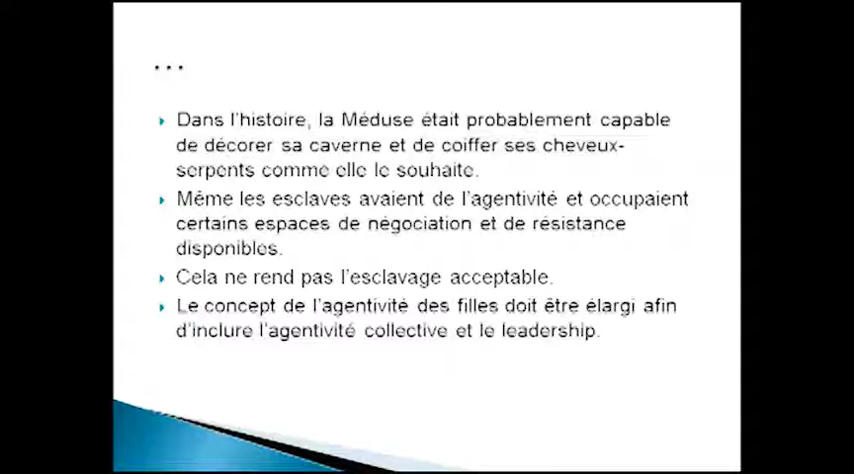 ...
Dans l'histoire, la Méduse était probablement capable
de décorer sa caverne et de coiffer ses cheveux-
serpents comme elle le souhaite.
Même les esclaves avaient de l'agentivité et occupaient
certains espaces de négociation et de résistance
disponibles.
Cela ne rend pas l'esclavage acceptable.
Le concept de l'agentivité des filles doit être élargi afin
d'inclure l'agentivité collective et le leadership.